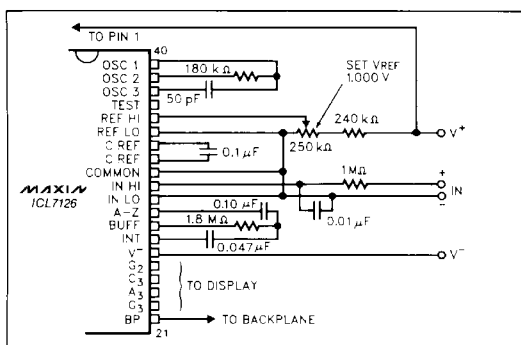 TO PIN 1
40
OSC 1
OSC 2
OSC 3
TEST
REF HI
REF LO
C REF
C REF
COMMON
IN HI
IN LO
A-Z
BUFF
INT
V-
G2
C3
A3
G3
BP
21
MAXIM
ICL7126
180 kΩ
50 pF
SET VREF
1.000 V
250 kΩ
240 kΩ
V+
0.1 µF
1 MΩ
+
IN
-
0.01 µF
0.10 µF
1.8 MΩ
0.047 µF
V-
TO DISPLAY
TO BACKPLANE